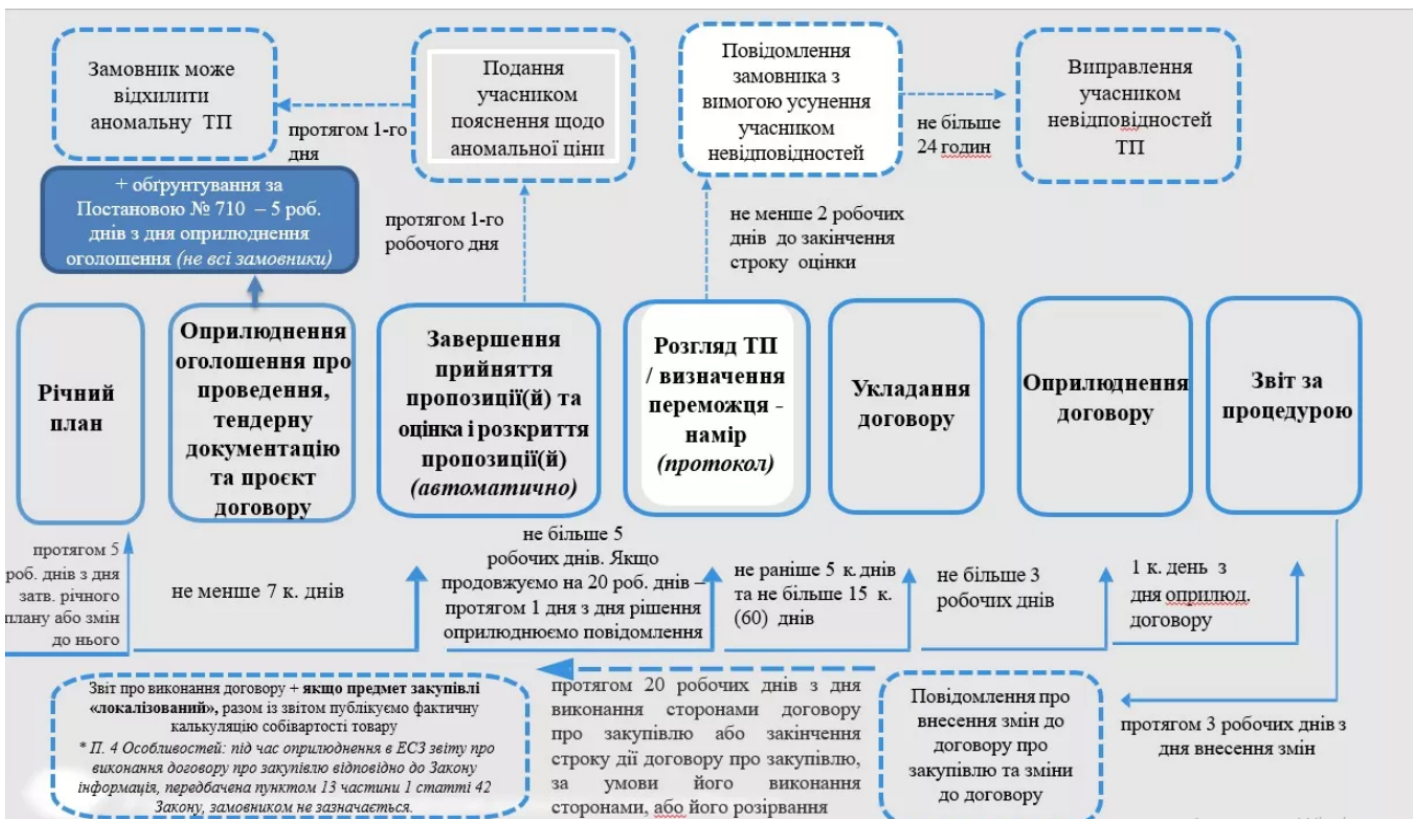 Замовник може
відхилити
аномальну ТП
протягом 1-го
дня
Подання
учасником
пояснення щодо
аномальної ціни
Повідомлення
замовника з
вимогою усунення
учасником
невідповідностей
не більше
24 годин
Виправлення
учасником
невідповідностей
ТП
+ обґрунтування за
Постановою № 710 – 5 роб.
днів з дня оприлюднення
оголошення (не всі замовники)
протягом 1-го
робочого дня
не менше 2 робочих
днів до закінчення
строку оцінки
Річний
план
Оприлюднення
оголошення про
проведення,
тендерну
документацію
та проєкт
договору
Завершення
прийняття
пропозиції(й) та
оцінка і розкриття
пропозиції(й)
(автоматично)
Розгляд ТП
/ визначення
переможця -
намір
(протокол)
Укладання
договору
Оприлюднення
договору
Звіт за
процедурою
протягом 5
роб. днів з дня
затв. річного
плану або змін
до нього
не менше 7 к. днів
не більше 5
робочих днів. Якщо
продовжуємо на 20 роб. днів –
протягом 1 дня з дня рішення
оприлюднюємо повідомлення
не раніше 5 к. днів
та не більше 15 к.
(60) днів
не більше 3
робочих днів
1 к. день з
дня оприлюд.
договору
Звіт про виконання договору + якщо предмет закупівлі
«локалізований», разом із звітом публікуємо фактичну
калькуляцію собівартості товару
* П. 4 Особливостей: під час оприлюднення в ЕСЗ звіту про
виконання договору про закупівлю відповідно до Закону
інформація, передбачена пунктом 13 частини 1 статті 42
Закону, замовником не зазначається.
протягом 20 робочих днів з дня
виконання сторонами договору
про закупівлю або закінчення
строку дії договору про закупівлю,
за умови його виконання
сторонами, або його розірвання
Повідомлення про
внесення змін до
договору про
закупівлю та зміни
до договору
протягом 3 робочих днів з
дня внесення змін